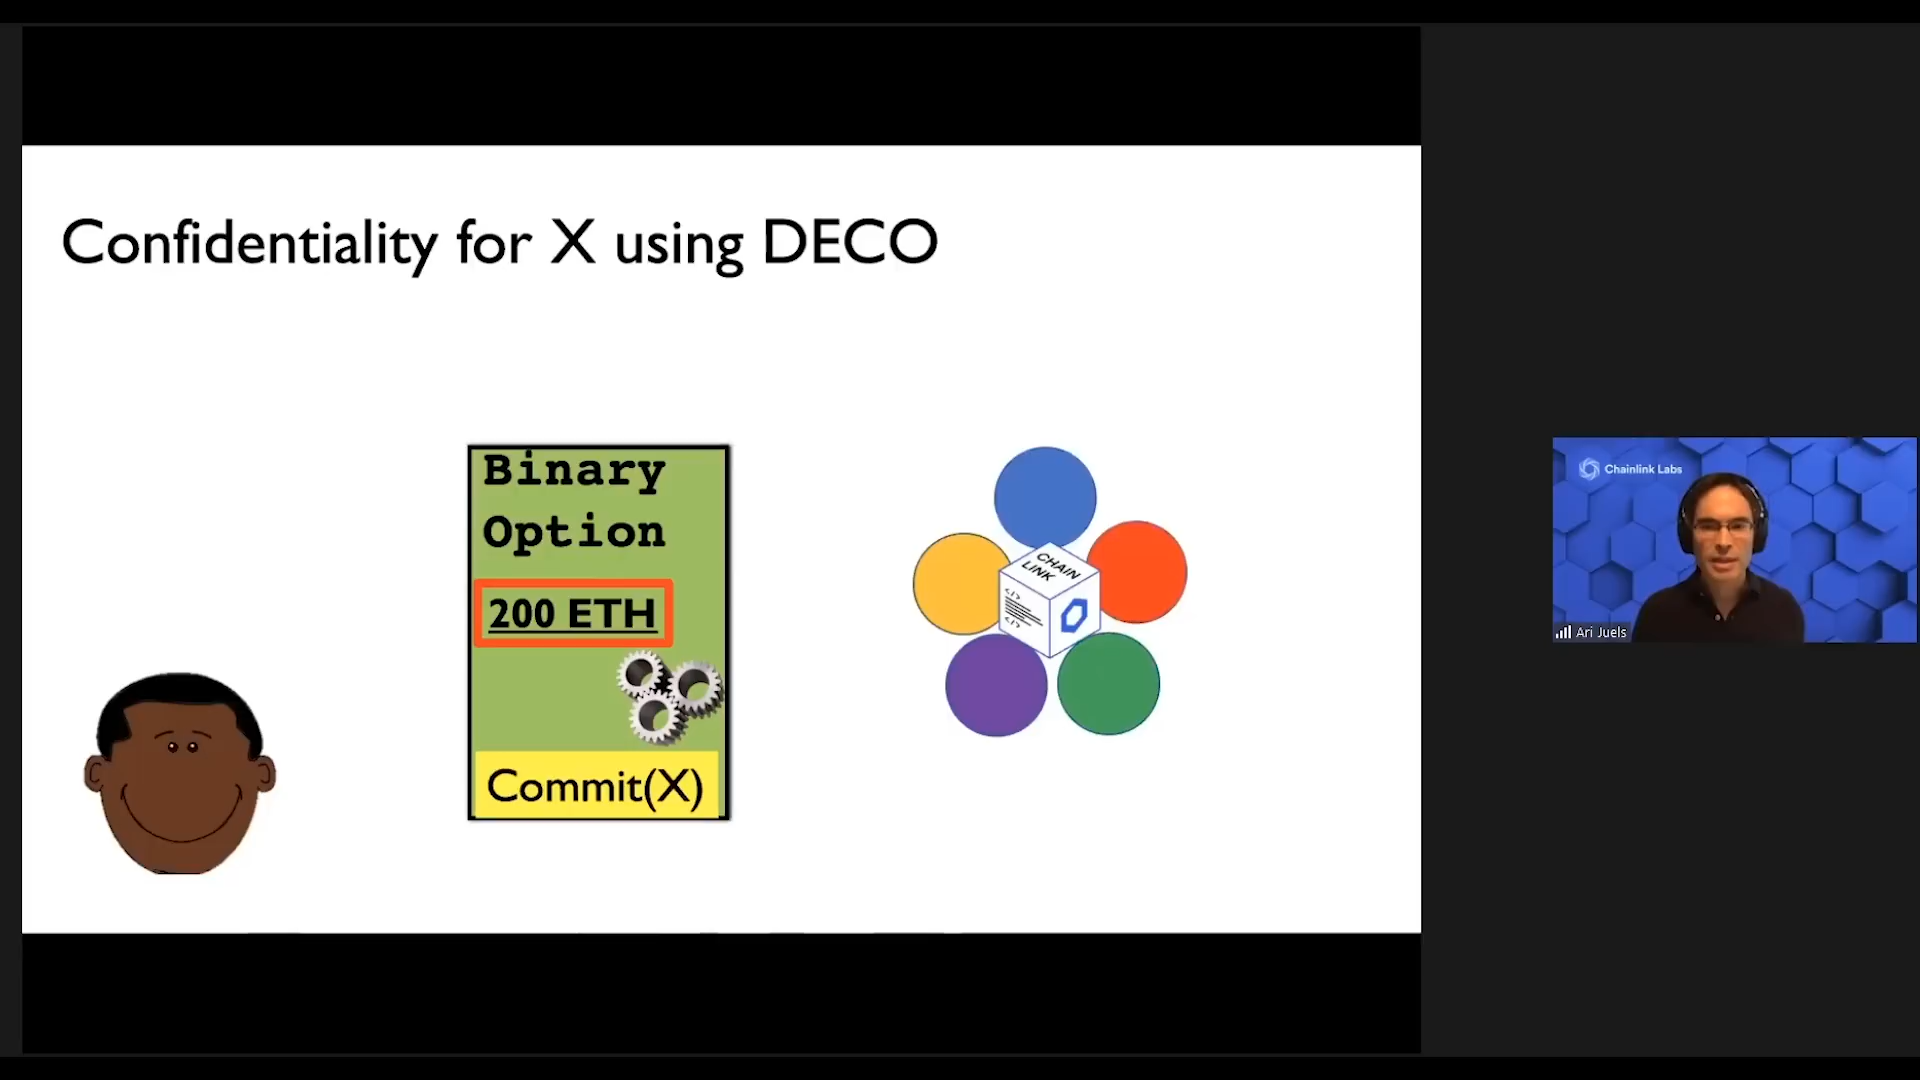 Confidentiality for X using DECO
Binary
Option
200 ETH
Commit(X)
CHAIN
LINK
</>
</>
Chainlink Labs
Ari Juels